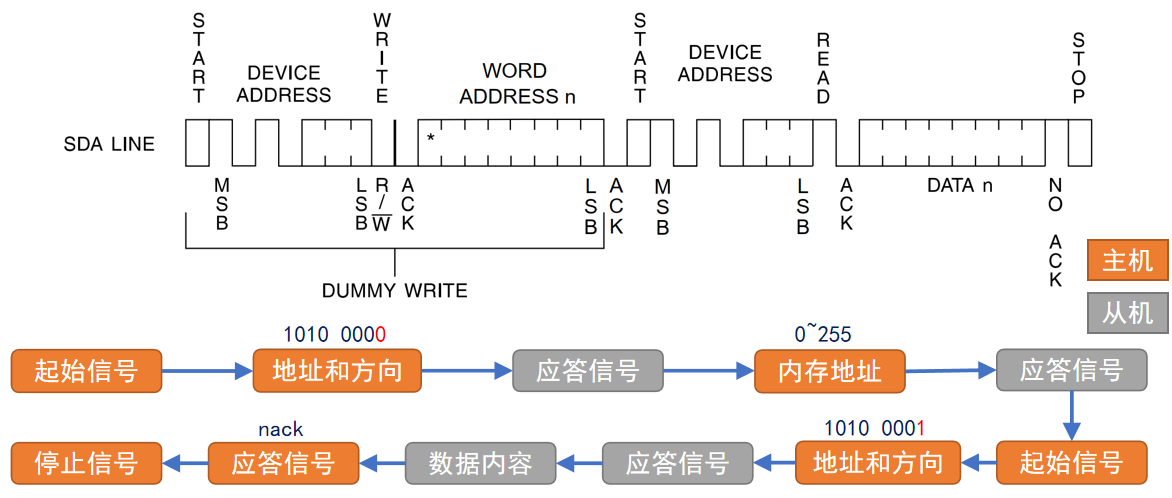 START
WRITE
START
READ
STOP
DEVICE
ADDRESS
WORD
ADDRESS n
DEVICE
ADDRESS
SDA LINE
*
MSB
LSB
R/W
ACK
LSB
ACK
MSB
LSB
ACK
DATA n
NO ACK
DUMMY WRITE
主机
从机
1010 0000
0~255
起始信号
地址和方向
应答信号
内存地址
应答信号
nack
1010 0001
停止信号
应答信号
数据内容
应答信号
地址和方向
起始信号